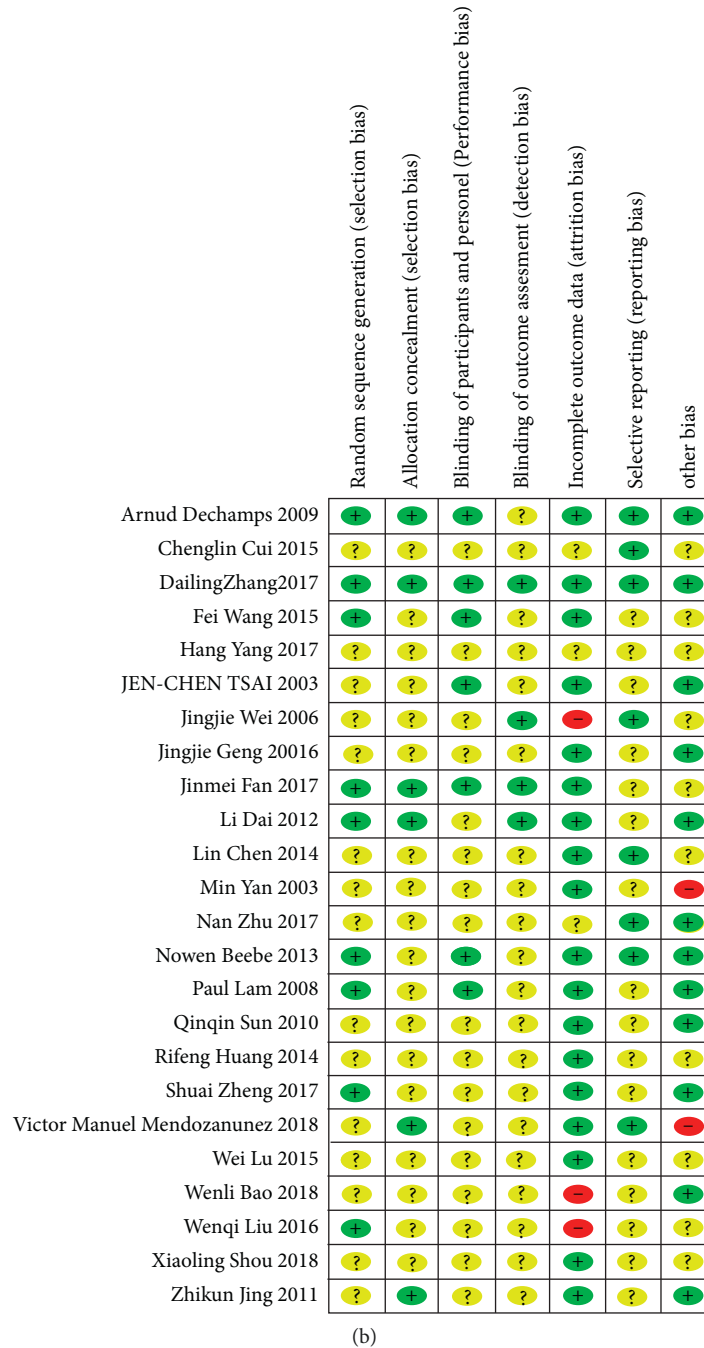 Random sequence generation (selection bias)
Allocation concealment (selection bias)
Blinding of participants and personel (Performance bias)
Blinding of outcome assesment (detection bias)
Incomplete outcome data (attrition bias)
Selective reporting (reporting bias)
other bias
Arnud Dechamps 2009 + + + ? + + +
Chenglin Cui 2015 ? ? ? ? ? + ?
DailingZhang2017 + + + + + + +
Fei Wang 2015 + ? + ? + ? ?
Hang Yang 2017 ? ? ? ? ? ? ?
JEN-CHEN TSAI 2003 ? ? + ? + ? +
Jingjie Wei 2006 ? ? ? + − + ?
Jingjie Geng 20016 ? ? ? ? + ? +
Jinmei Fan 2017 + + + + + ? ?
Li Dai 2012 + + ? + + ? +
Lin Chen 2014 ? ? ? ? + + ?
Min Yan 2003 ? ? ? ? + ? −
Nan Zhu 2017 ? ? ? ? ? + +
Nowen Beebe 2013 + ? + ? + + +
Paul Lam 2008 + ? + ? + ? +
Qinqin Sun 2010 ? ? ? ? + ? +
Rifeng Huang 2014 ? ? ? ? + ? ?
Shuai Zheng 2017 + ? ? ? + ? +
Victor Manuel Mendozanunez 2018 ? + ? ? + + −
Wei Lu 2015 ? ? ? ? + ? ?
Wenli Bao 2018 ? ? ? ? − ? +
Wenqi Liu 2016 + ? ? ? − ? ?
Xiaoling Shou 2018 ? ? ? ? + ? ?
Zhikun Jing 2011 ? + ? ? + ? +
(b)